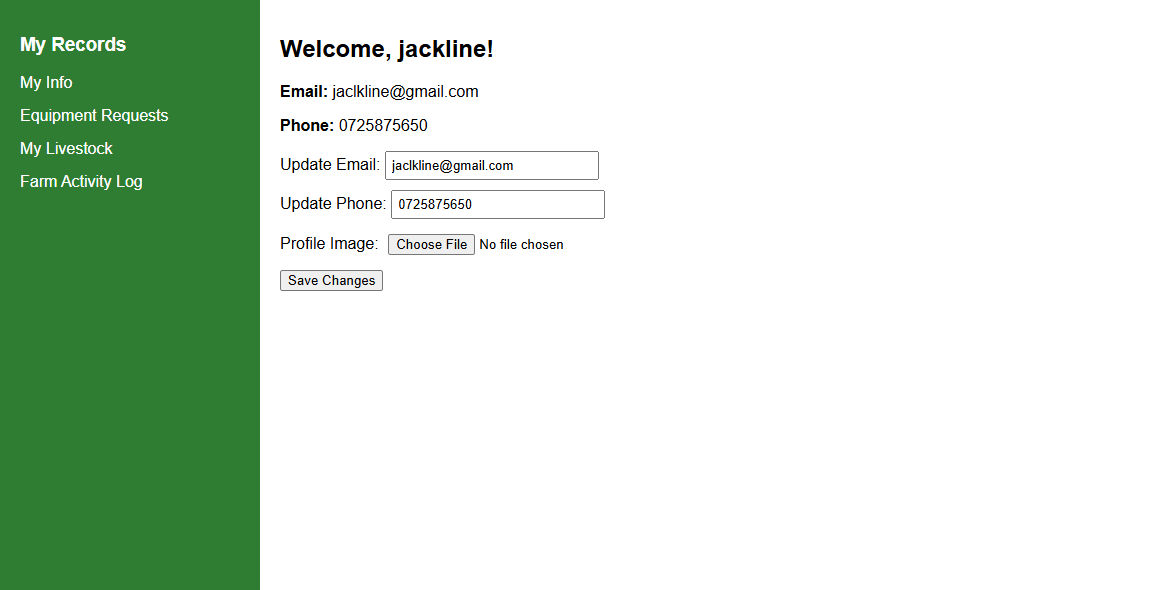 My Records
My Info
Equipment Requests
My Livestock
Farm Activity Log
Welcome, jackline!
Email: jaclkline@gmail.com
Phone: 0725875650
Update Email: jaclkline@gmail.com
Update Phone: 0725875650
Profile Image: Choose File No file chosen
Save Changes